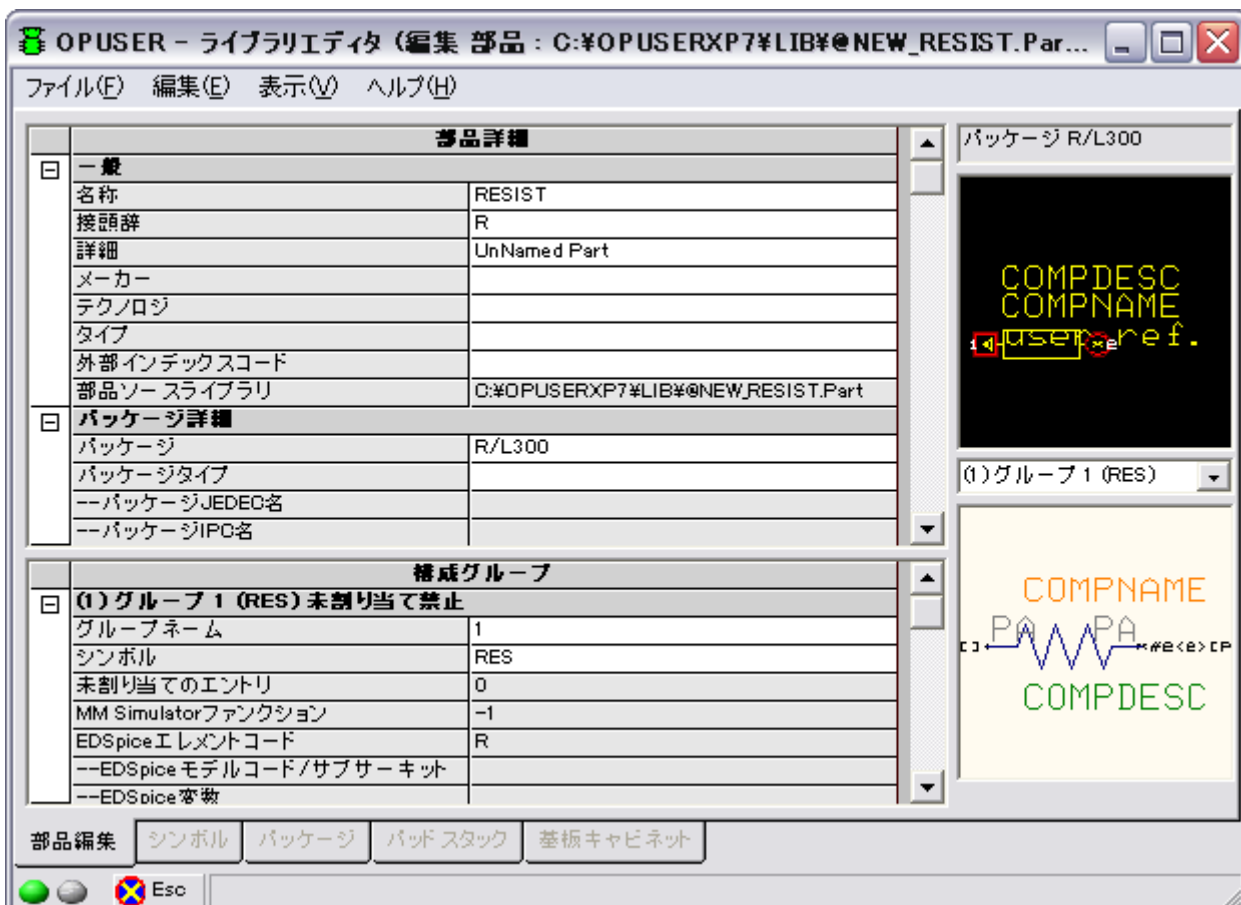 OPUSER - ライブラリエディタ (編集 部品 : C:¥OPUSERXP7¥LIB¥@NEW_RESIST.Par...
ファイル(F) 編集(E) 表示(V) ヘルプ(H)
部品詳細
一般
名称 RESIST
接頭辞 R
詳細 UnNamed Part
メーカー
テクノロジ
タイプ
外部インデックスコード
部品ソースライブラリ C:¥OPUSERXP7¥LIB¥@NEW_RESIST.Part
パッケージ詳細
パッケージ R/L300
パッケージタイプ
--パッケージJEDEC名
--パッケージIPC名
構成グループ
(1)グループ 1 (RES) 未割り当て禁止
グループネーム 1
シンボル RES
未割り当てのエントリ 0
MM Simulatorファンクション -1
EDSpiceエレメントコード R
--EDSpiceモデルコード/サブサーキット
--EDSpice変数
パッケージ R/L300
COMPDESC
COMPNAME
user ref.
(1)グループ 1 (RES)
COMPNAME
PA PA
COMPDESC
部品編集 シンボル パッケージ パッド スタック 基板キャビネット
Esc